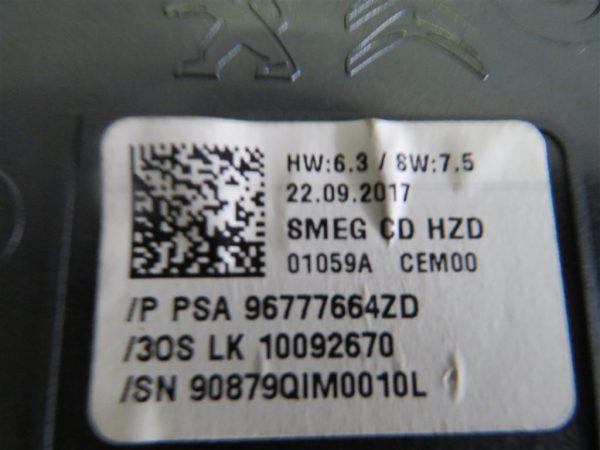 HW:6.3 / SW:7.5
22.09.2017
SMEG CD HZD
01059A CEM00
/P PSA 96777664ZD
/3OS LK 10092670
/SN 90879QIM0010L